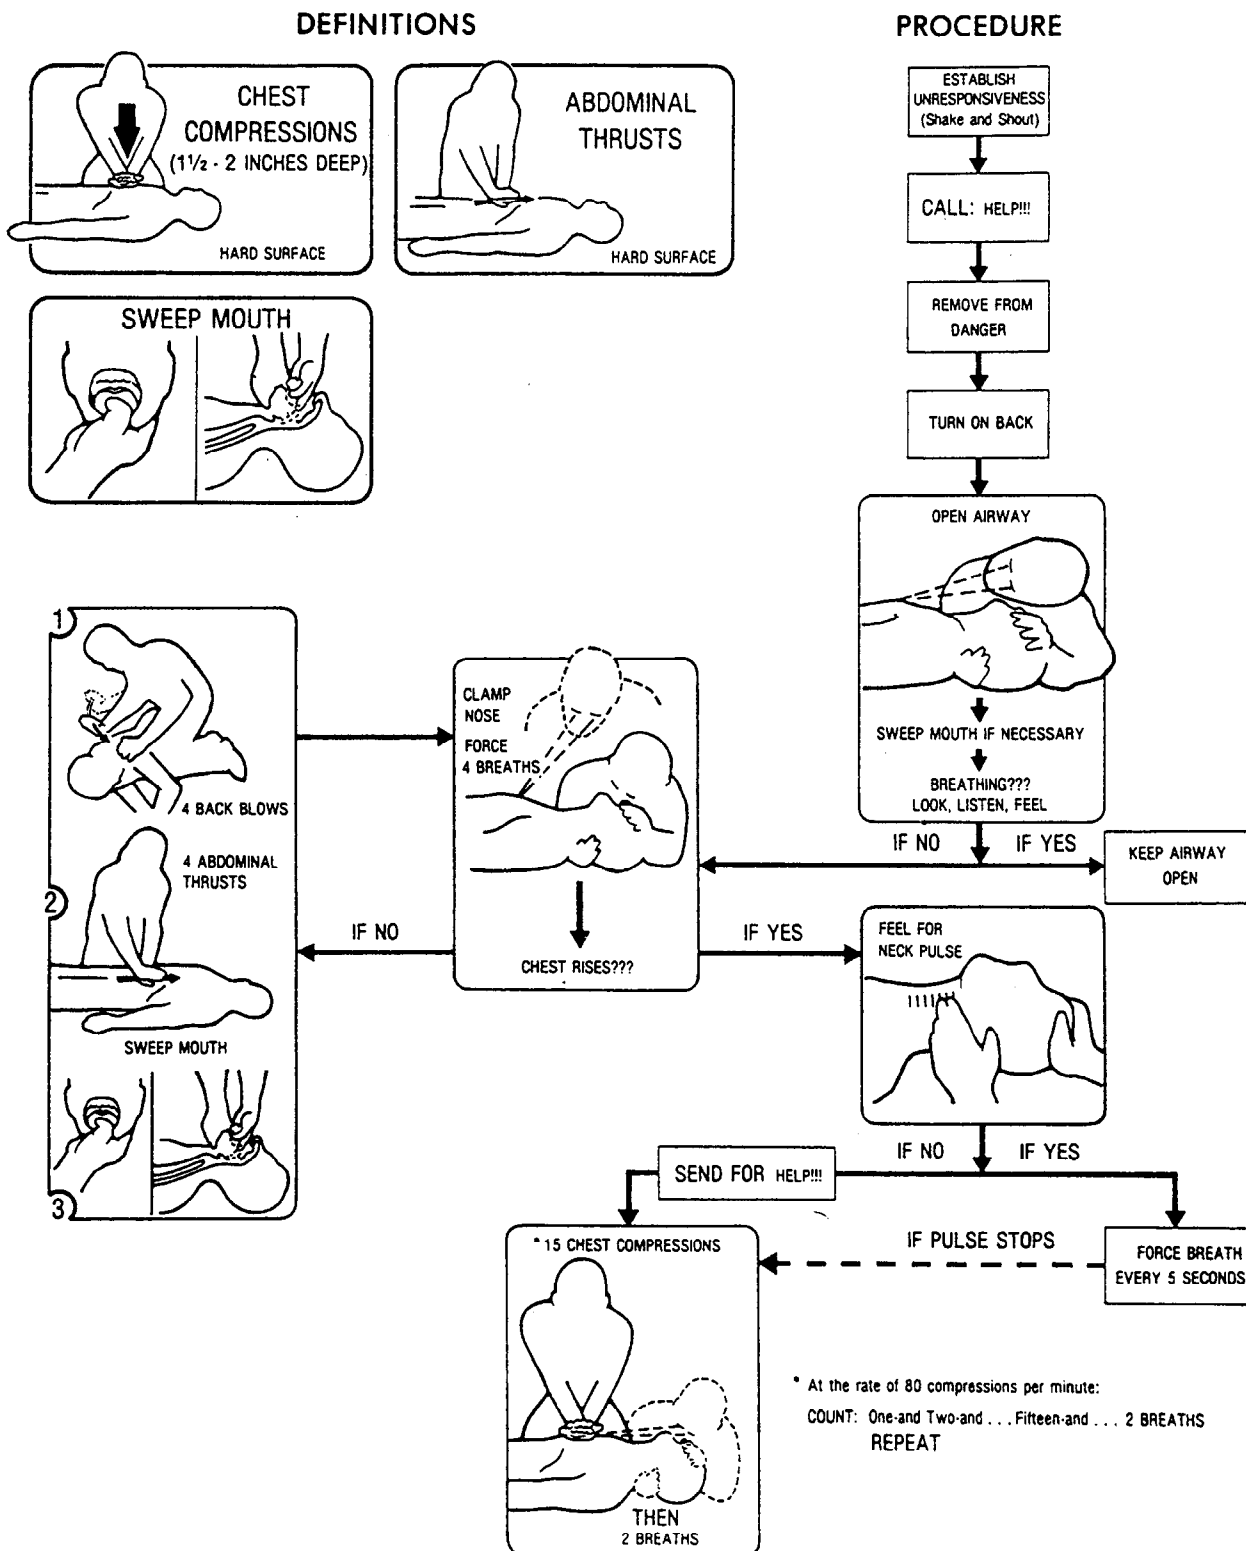 DEFINITIONS
CHEST
COMPRESSIONS
(1½ - 2 INCHES DEEP)
HARD SURFACE
ABDOMINAL
THRUSTS
HARD SURFACE
SWEEP MOUTH
PROCEDURE
ESTABLISH
UNRESPONSIVENESS
(Shake and Shout)
CALL: HELP!!!
REMOVE FROM
DANGER
TURN ON BACK
OPEN AIRWAY
SWEEP MOUTH IF NECESSARY
BREATHING???
LOOK, LISTEN, FEEL
IF NO
IF YES
KEEP AIRWAY
OPEN
CLAMP
NOSE
FORCE
4 BREATHS
CHEST RISES???
IF NO
IF YES
1
4 BACK BLOWS
4 ABDOMINAL
THRUSTS
2
SWEEP MOUTH
3
FEEL FOR
NECK PULSE
IF NO
IF YES
SEND FOR HELP!!!
FORCE BREATH
EVERY 5 SECONDS
IF PULSE STOPS
* 15 CHEST COMPRESSIONS
THEN
2 BREATHS
* At the rate of 80 compressions per minute:
COUNT: One-and Two-and . . . Fifteen-and . . . 2 BREATHS
REPEAT